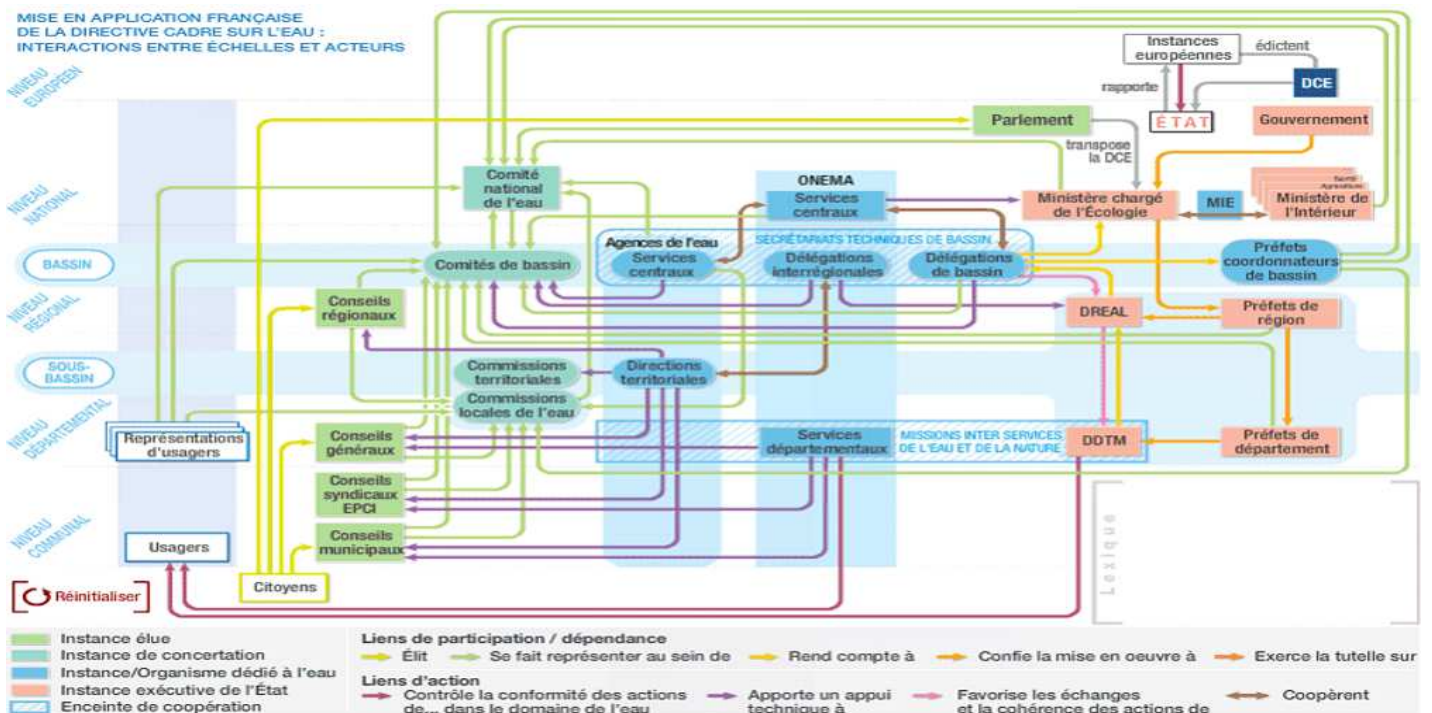 MISE EN APPLICATION FRANÇAISE
DE LA DIRECTIVE CADRE SUR L'EAU :
INTERACTIONS ENTRE ÉCHELLES ET ACTEURS
NIVEAU
EUROPÉEN
Instances
européennes
édictent
DCE
rapporte
ÉTAT
Parlement
Gouvernement
transpose
la DCE
NIVEAU
NATIONAL
Comité
national
de l'eau
ONEMA
Services
centraux
Ministère chargé
de l'Écologie
MIE
Santé
Agriculture
Ministère de
l'Intérieur
BASSIN
Comités de bassin
Agences de l'eau
Services
centraux
SECRÉTARIATS TECHNIQUES DE BASSIN
Délégations
interrégionales
Délégations
de bassin
Préfets
coordonnateurs
de bassin
NIVEAU
RÉGIONAL
Conseils
régionaux
DREAL
Préfets de
région
SOUS-
BASSIN
Commissions
territoriales
Directions
territoriales
Commissions
locales de l'eau
NIVEAU
DÉPARTEMENTAL
Représentations
d'usagers
Conseils
généraux
Services
départementaux
MISSIONS INTER SERVICES
DE L'EAU ET DE LA NATURE
DDTM
Préfets de
département
Conseils
syndicaux
EPCI
NIVEAU
COMMUNAL
Usagers
Conseils
municipaux
Lexique
Réinitialiser
Citoyens
Instance élue
Instance de concertation
Instance/Organisme dédié à l'eau
Instance exécutive de l'État
Enceinte de coopération
Liens de participation / dépendance
Élit
Se fait représenter au sein de
Rend compte à
Confie la mise en oeuvre à
Exerce la tutelle sur
Liens d'action
Contrôle la conformité des actions
de... dans le domaine de l'eau
Apporte un appui
technique à
Favorise les échanges
et la cohérence des actions de
Coopèrent